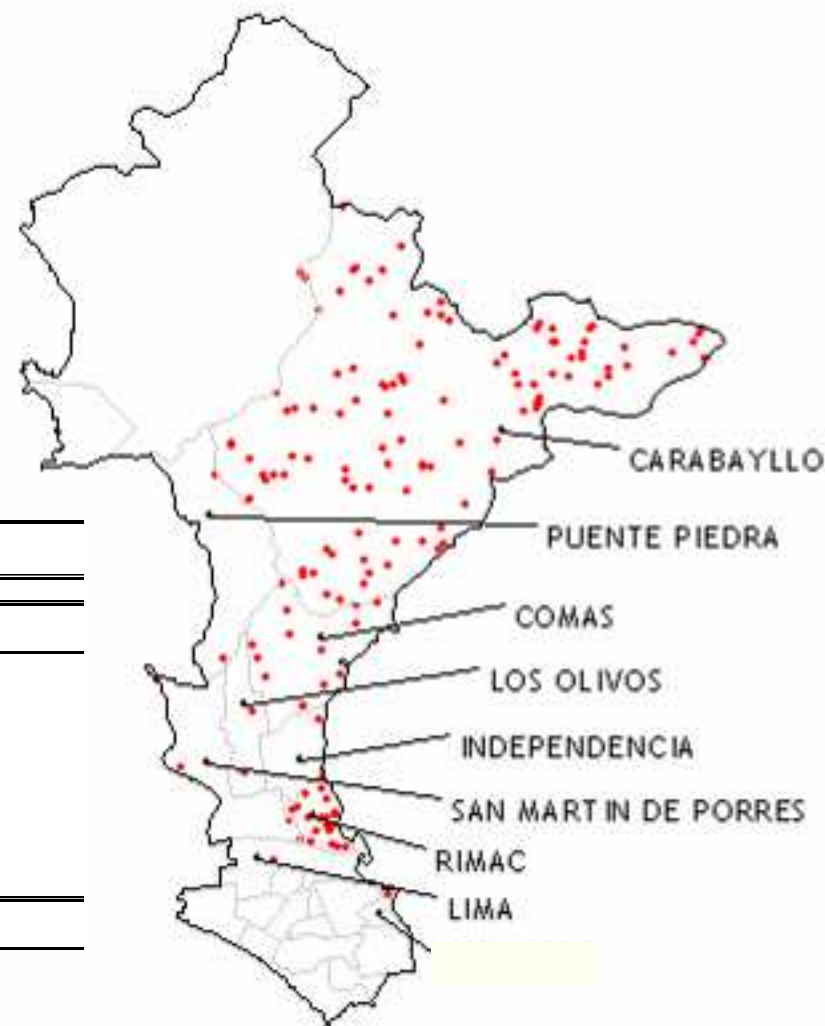 CARABAYLLO
PUENTE PIEDRA
COMAS
LOS OLIVOS
INDEPENDENCIA
SAN MARTIN DE PORRES
RIMAC
LIMA